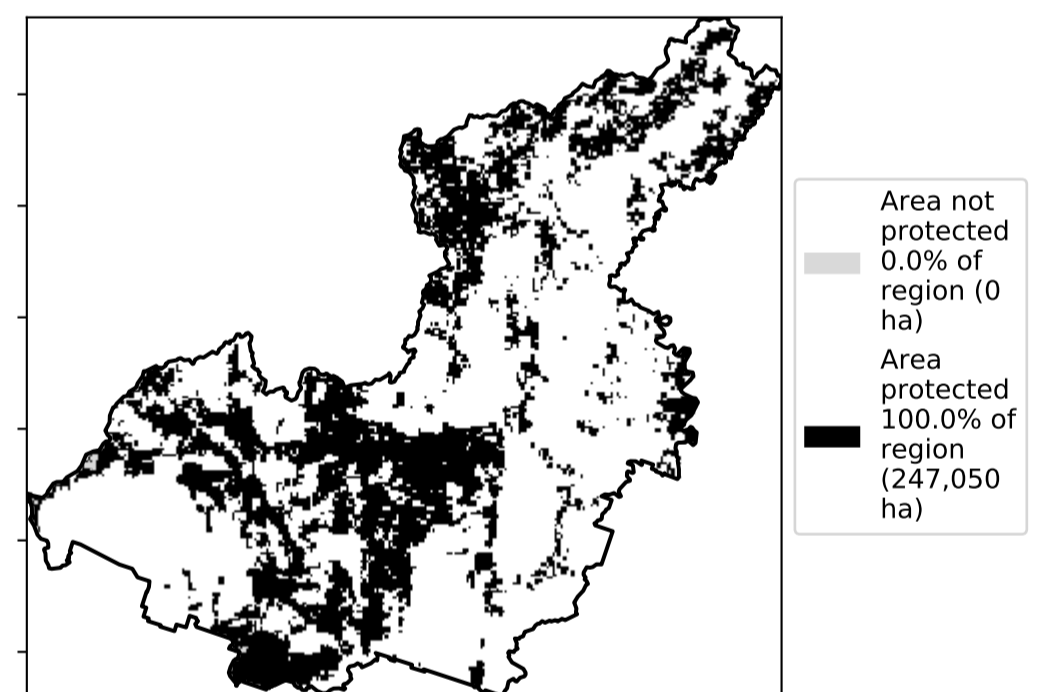 Area not
protected
0.0% of
region (0
ha)
Area
protected
100.0% of
region
(247,050
ha)